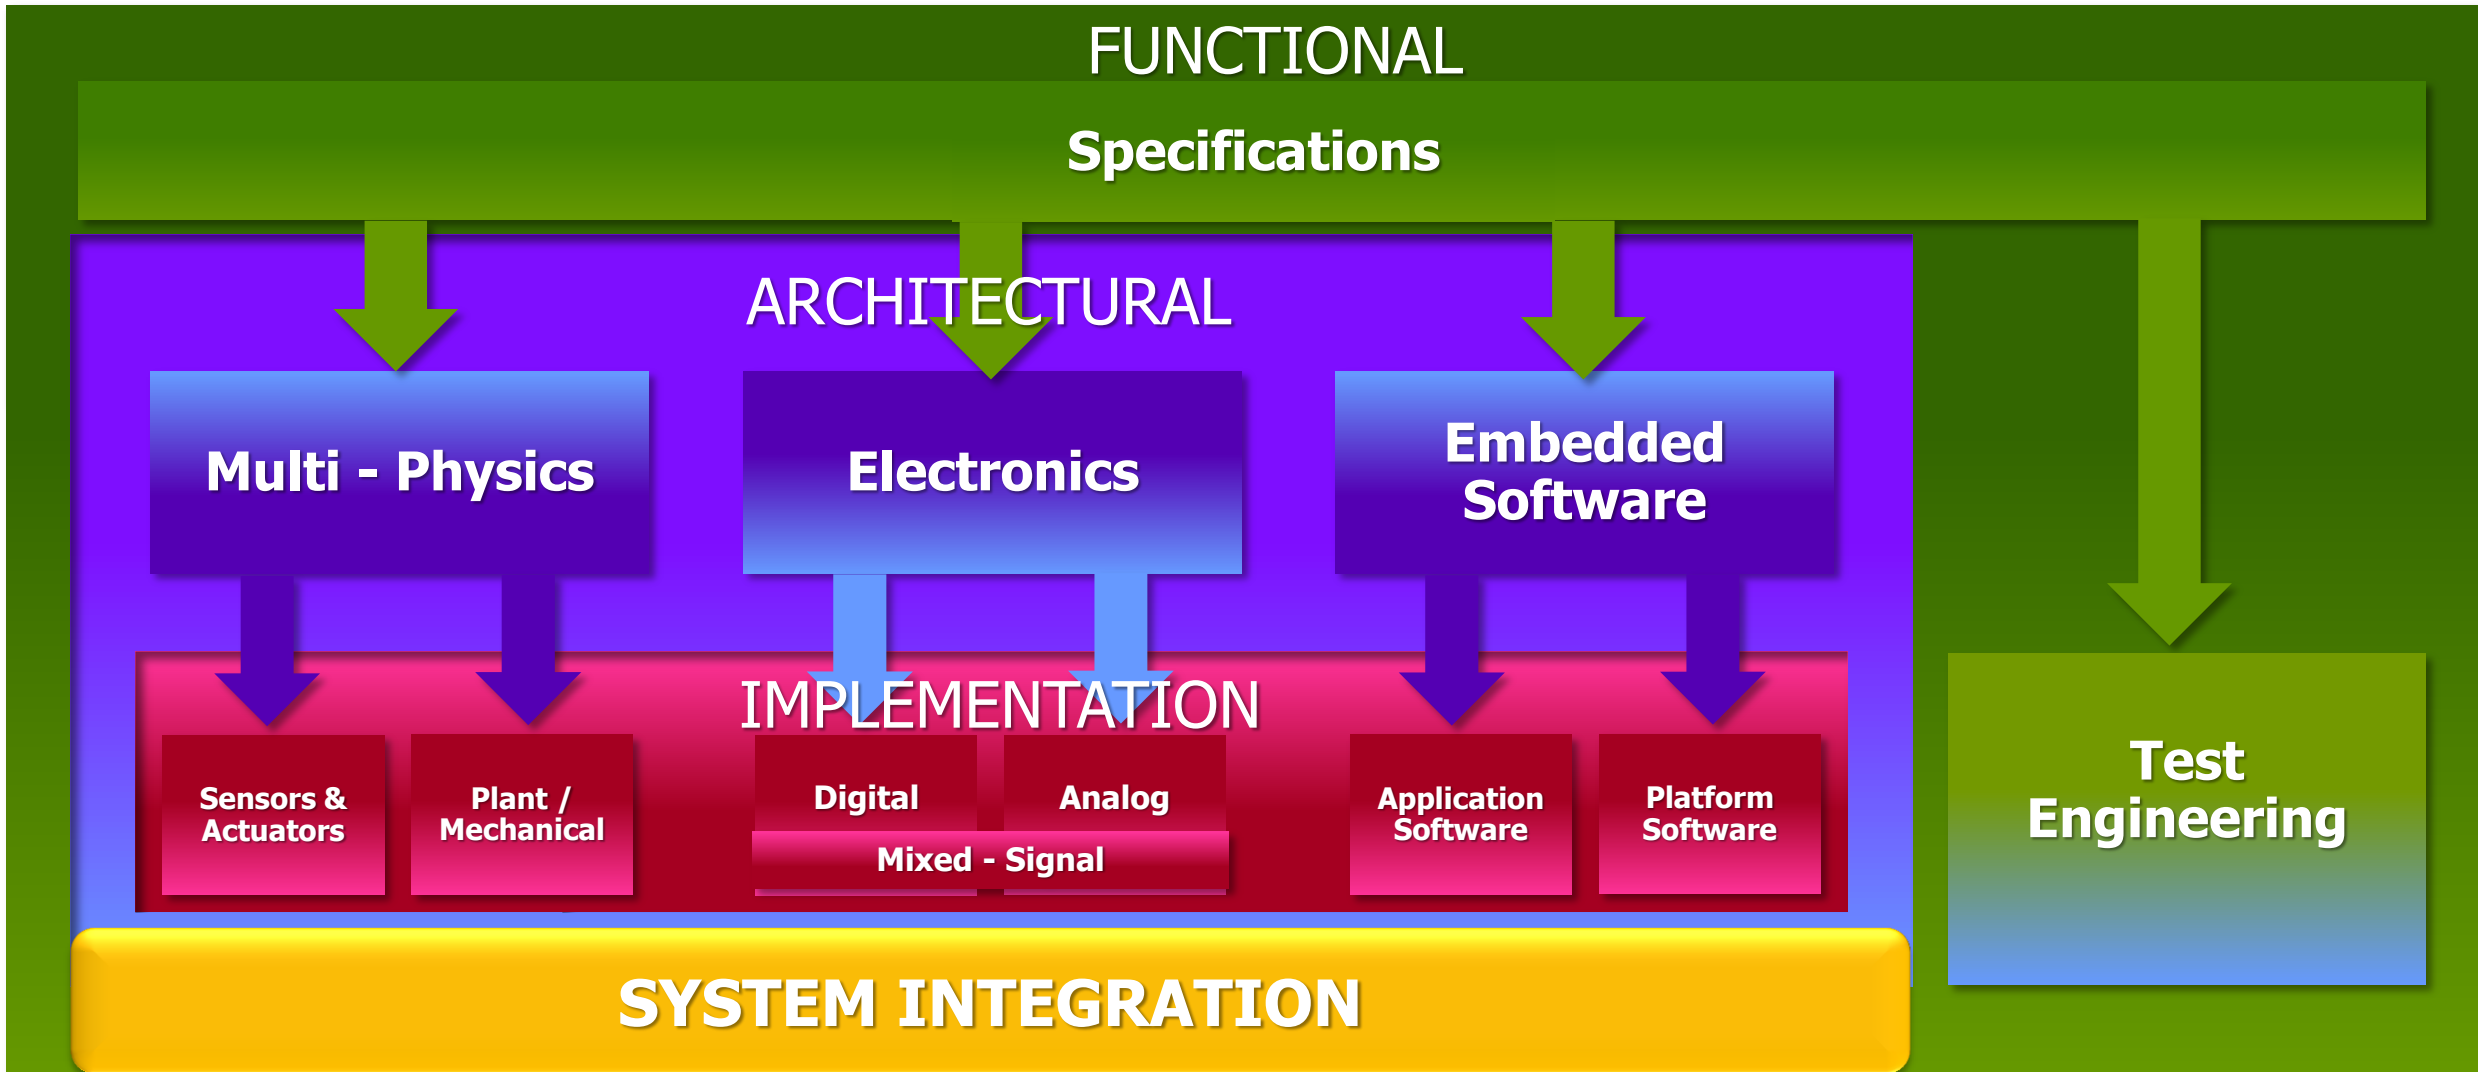 FUNCTIONAL
Specifications
ARCHITECTURAL
Multi - Physics
Electronics
Embedded
Software
IMPLEMENTATION
Sensors &
Actuators
Plant /
Mechanical
Digital
Analog
Mixed - Signal
Application
Software
Platform
Software
Test
Engineering
SYSTEM INTEGRATION